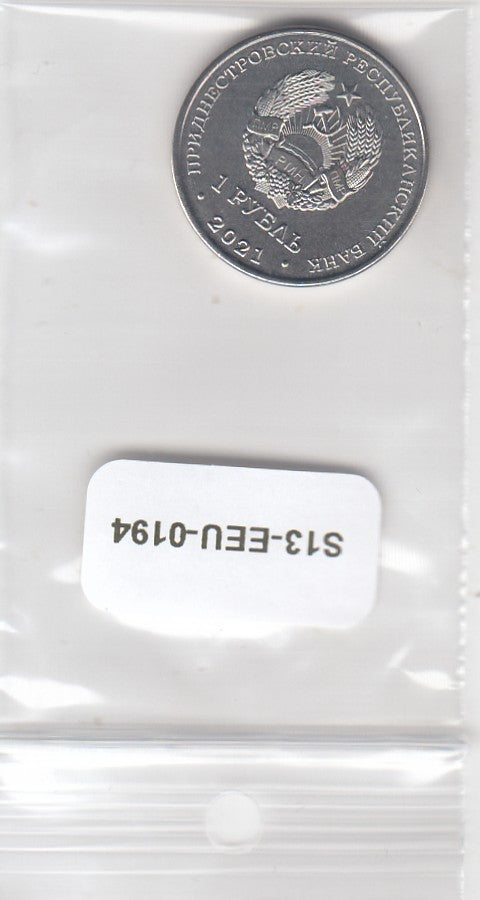 ПРИДНЕСТРОВСКИЙ РЕСПУБЛИКАНСКИЙ БАНК
1 РУБЛЬ
2021
S13-EEU-0194